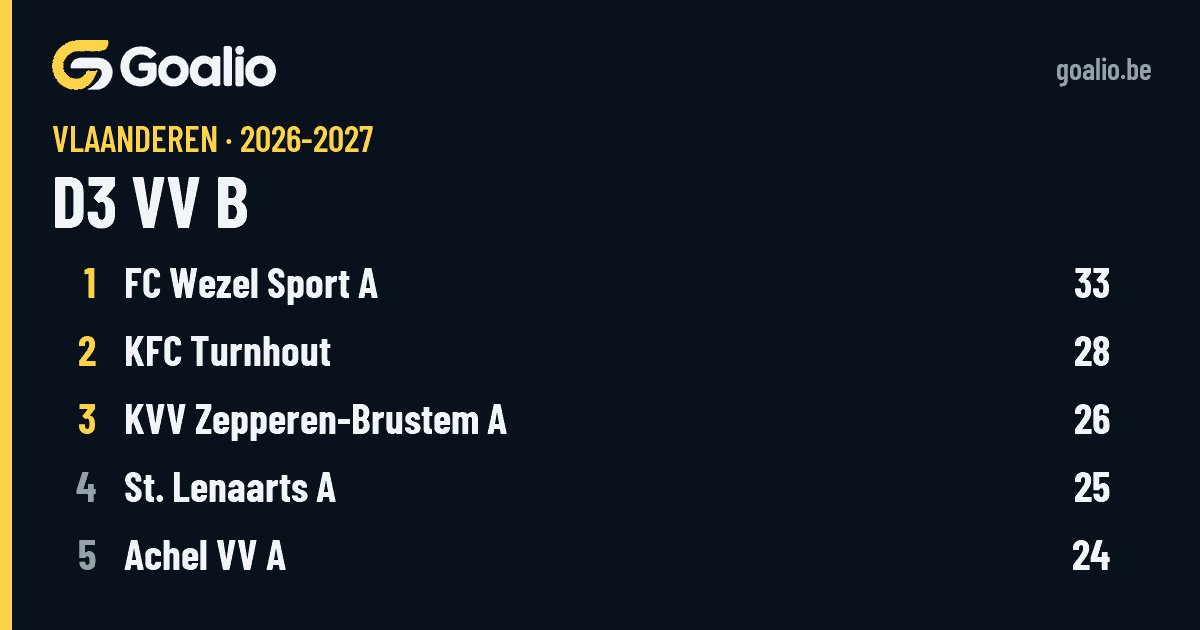 Goalio
goalio.be
VLAANDEREN · 2026-2027
D3 VV B
1 FC Wezel Sport A 33
2 KFC Turnhout 28
3 KVV Zepperen-Brustem A 26
4 St. Lenaarts A 25
5 Achel VV A 24